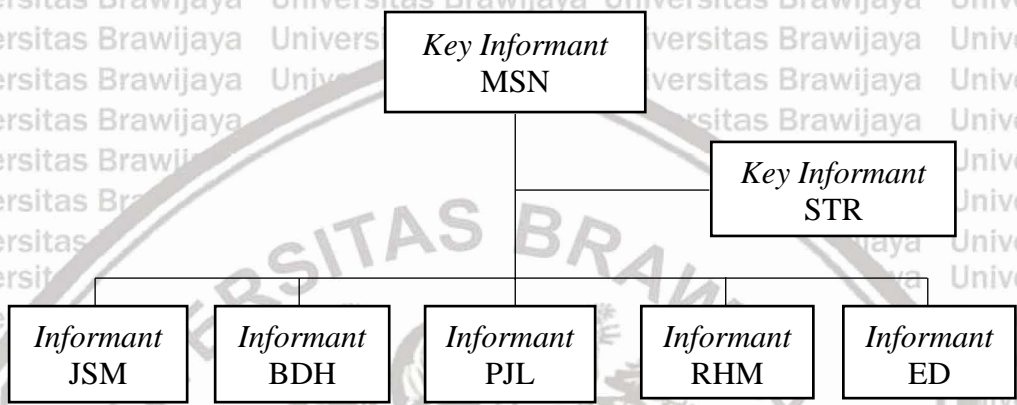 Key Informant
MSN
Key Informant
STR
Informant
JSM
Informant
BDH
Informant
PJL
Informant
RHM
Informant
ED